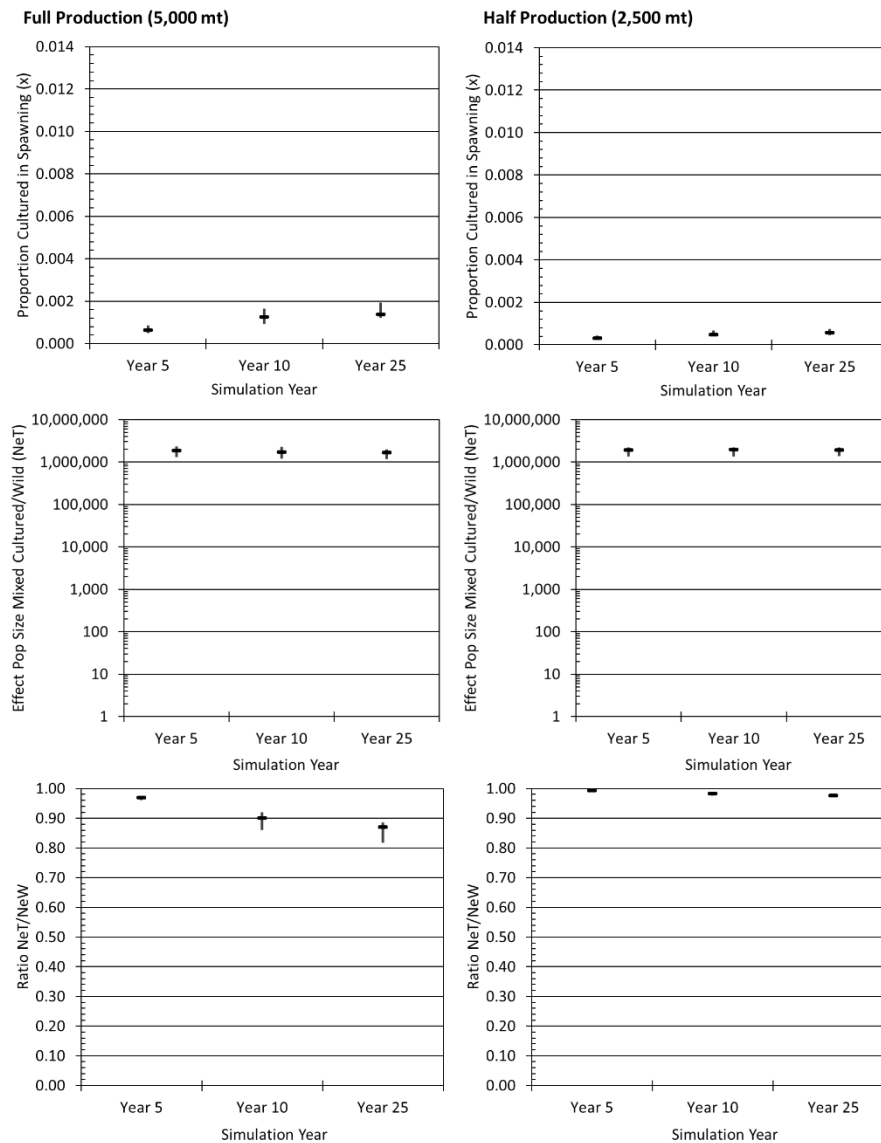 Full Production (5,000 mt)
Proportion Cultured in Spawning (x)
0.014
0.012
0.010
0.008
0.006
0.004
0.002
0.000
Year 5 Year 10 Year 25
Simulation Year
Half Production (2,500 mt)
Proportion Cultured in Spawning (x)
0.014
0.012
0.010
0.008
0.006
0.004
0.002
0.000
Year 5 Year 10 Year 25
Simulation Year
Effect Pop Size Mixed Cultured/Wild (NeT)
10,000,000
1,000,000
100,000
10,000
1,000
100
10
1
Year 5 Year 10 Year 25
Simulation Year
Effect Pop Size Mixed Cultured/Wild (NeT)
10,000,000
1,000,000
100,000
10,000
1,000
100
10
1
Year 5 Year 10 Year 25
Simulation Year
Ratio NeT/NeW
1.00
0.90
0.80
0.70
0.60
0.50
0.40
0.30
0.20
0.10
0.00
Year 5 Year 10 Year 25
Simulation Year
Ratio NeT/NeW
1.00
0.90
0.80
0.70
0.60
0.50
0.40
0.30
0.20
0.10
0.00
Year 5 Year 10 Year 25
Simulation Year